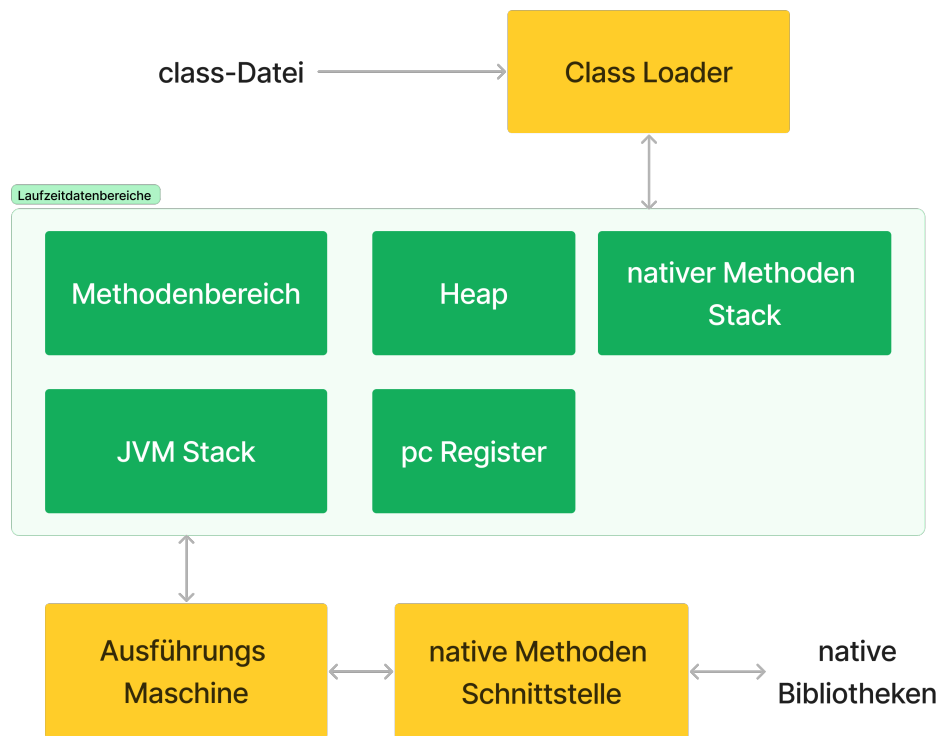 class-Datei
Class Loader
Laufzeitdatenbereiche
Methodenbereich
Heap
nativer Methoden
Stack
JVM Stack
pc Register
Ausführungs
Maschine
native Methoden
Schnittstelle
native
Bibliotheken